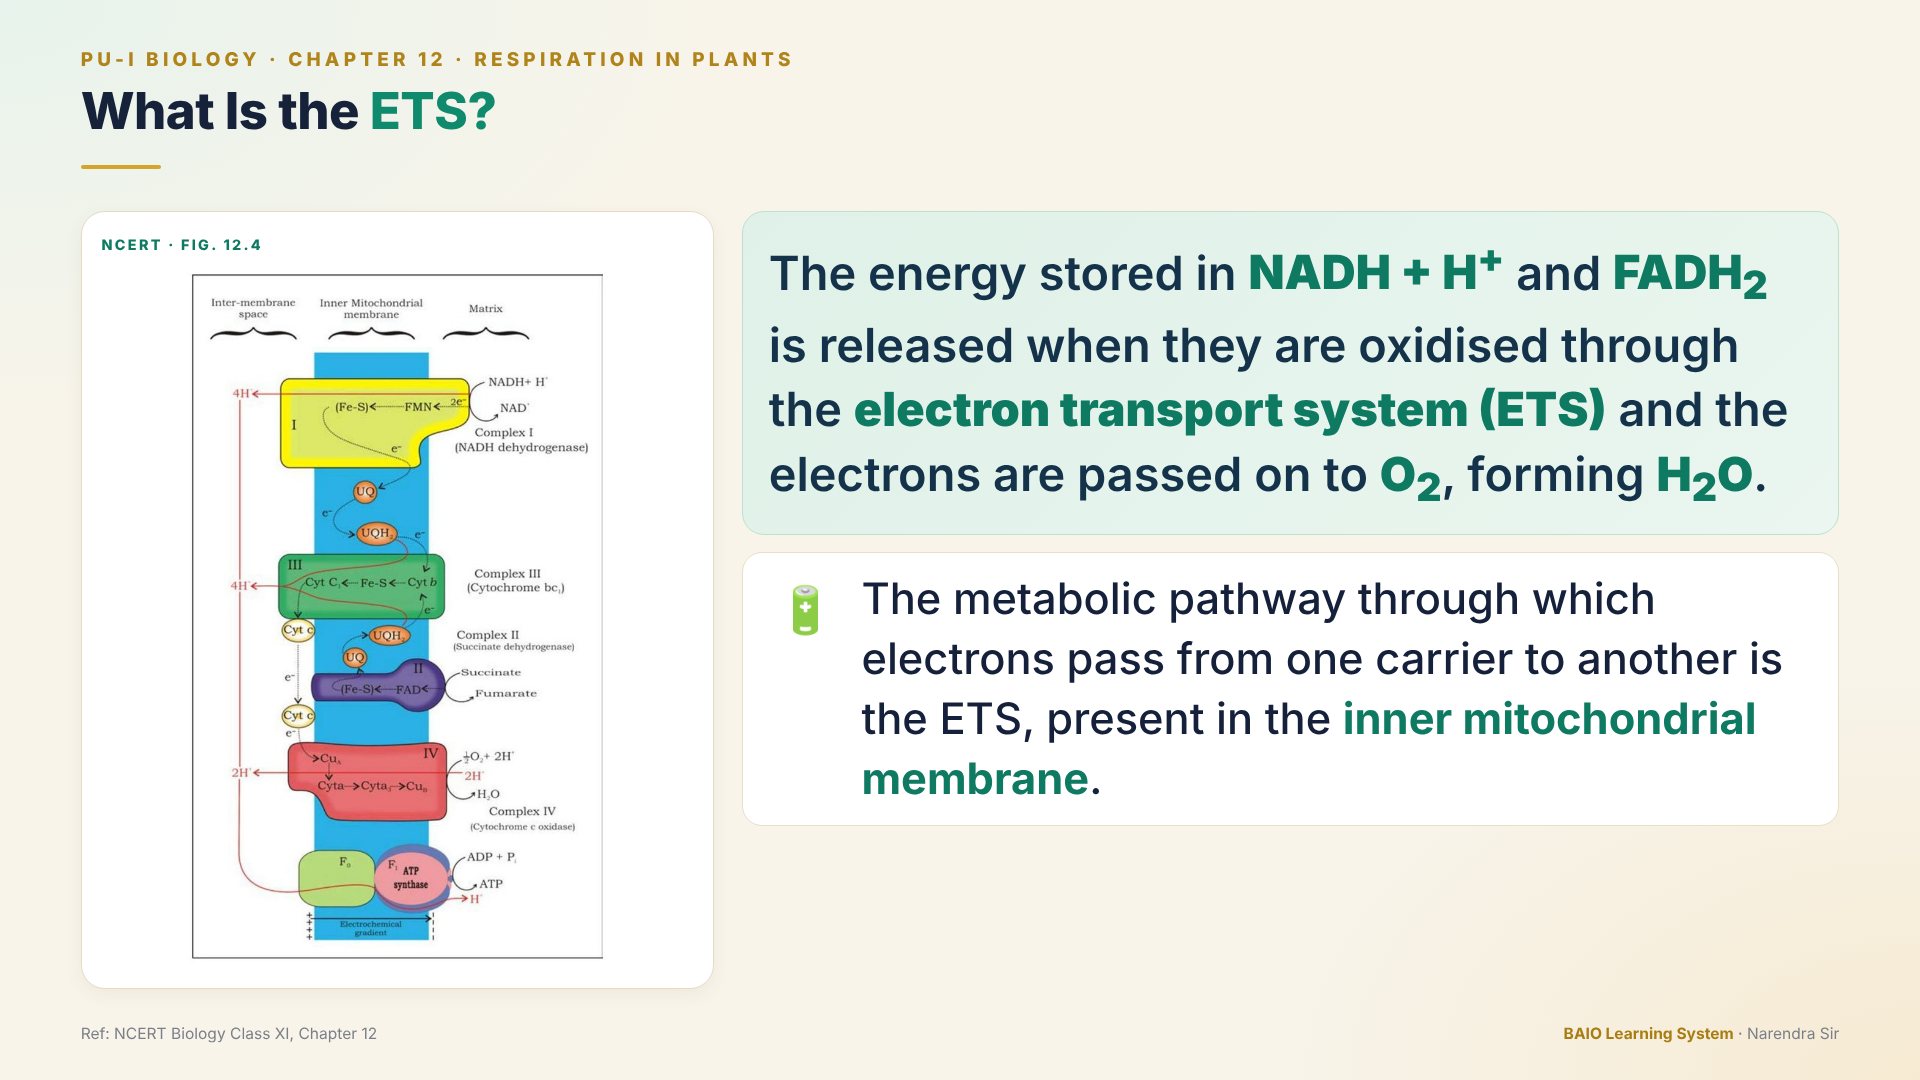 PU-I BIOLOGY · CHAPTER 12 · RESPIRATION IN PLANTS
What Is the ETS?
NCERT · FIG. 12.4
Inter-membrane space
Inner Mitochondrial membrane
Matrix
NADH+ H⁺
4H⁺
(Fe-S) FMN 2e⁻
NAD⁺
I
Complex I
(NADH dehydrogenase)
e⁻
UQ
e⁻
UQH₂
e⁻
III
Complex III
(Cytochrome bc₁)
4H⁺
Cyt C₁ Fe-S Cyt b
e⁻
Cyt c
UQH₂
Complex II
(Succinate dehydrogenase)
UQ
II
Succinate
e⁻
(Fe-S) FAD
Fumarate
Cyt c
e⁻
IV
½O₂+ 2H⁺
Cu_A
2H⁺
2H⁺
Cyta Cyta₃ Cu_B
H₂O
Complex IV
(Cytochrome c oxidase)
F₀
F₁
ATP synthase
ADP + Pᵢ
ATP
H⁺
+
+
+
+
Electrochemical gradient
The energy stored in NADH + H⁺ and FADH₂
is released when they are oxidised through
the electron transport system (ETS) and the
electrons are passed on to O₂, forming H₂O.
The metabolic pathway through which
electrons pass from one carrier to another is
the ETS, present in the inner mitochondrial
membrane.
Ref: NCERT Biology Class XI, Chapter 12
BAIO Learning System · Narendra Sir